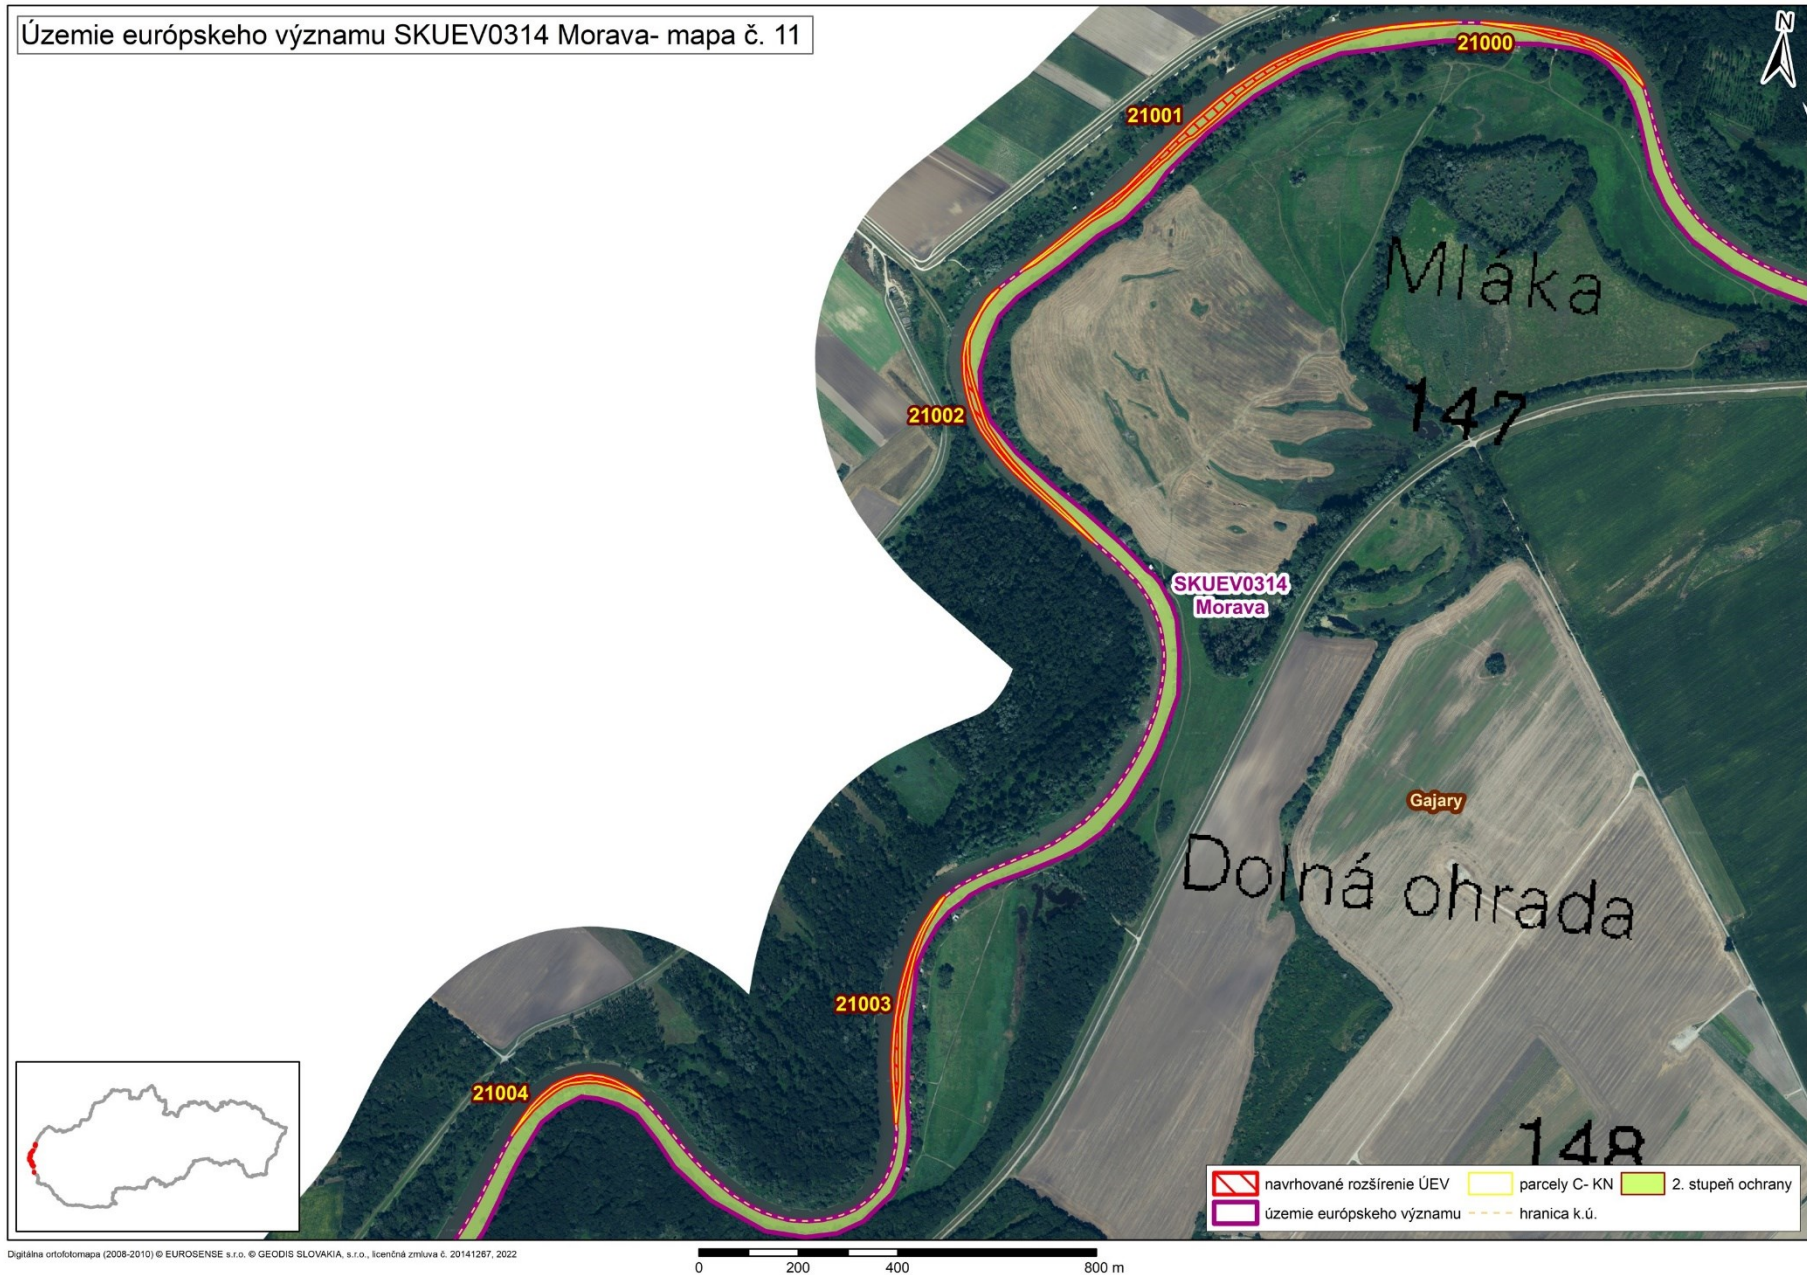 Územie európskeho významu SKUEV0314 Morava- mapa č. 11
N
21000
21001
Mláka
147
21002
SKUEV0314
Morava
Gajary
Dolná ohrada
21003
21004
148
navrhované rozšírenie ÚEV
parcely C- KN
2. stupeň ochrany
územie európskeho významu
hranica k.ú.
Digitálna ortofotomapa (2008-2010) © EUROSENSE s.r.o. © GEODIS SLOVAKIA, s.r.o., licenčná zmluva č. 20141267, 2022
0 200 400 800 m